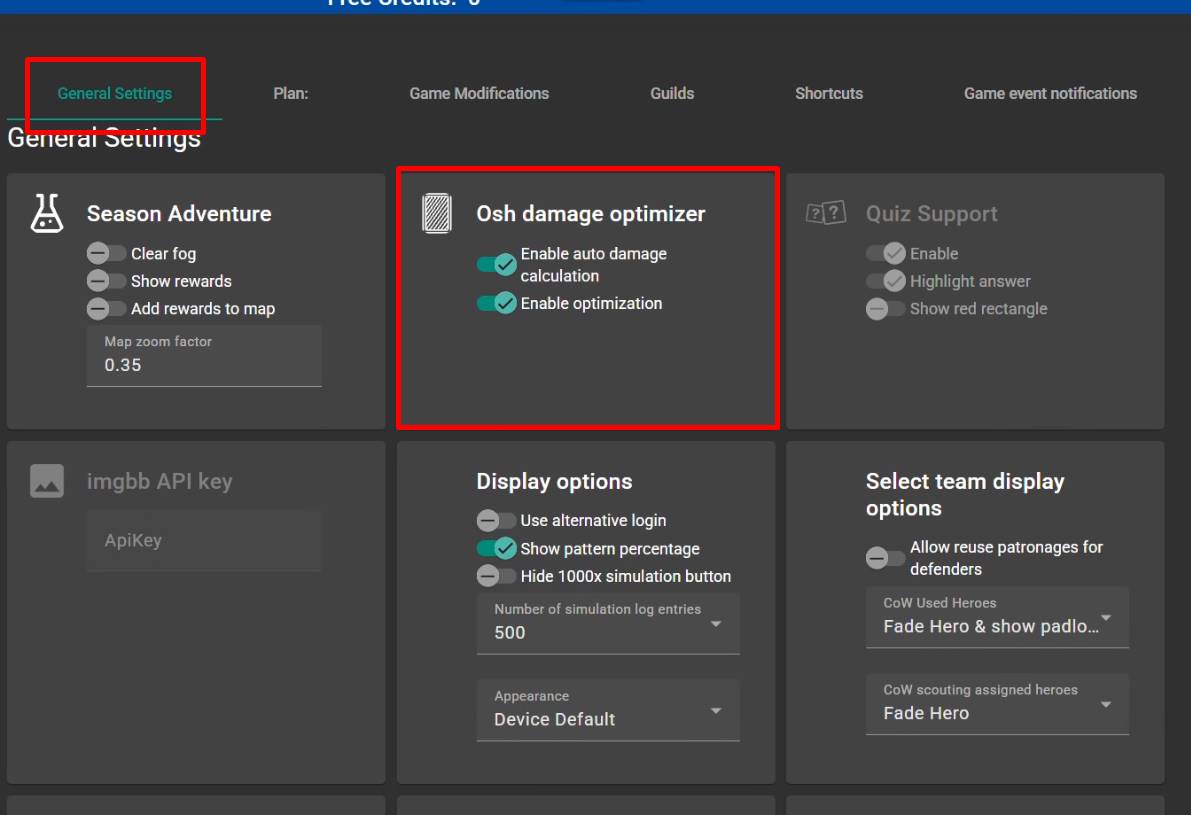 Free Credits: 0
General Settings
Plan:
Game Modifications
Guilds
Shortcuts
Game event notifications
General Settings
Season Adventure
Clear fog
Show rewards
Add rewards to map
Map zoom factor
0.35
Osh damage optimizer
Enable auto damage
calculation
Enable optimization
Quiz Support
Enable
Highlight answer
Show red rectangle
imgbb API key
ApiKey
Display options
Use alternative login
Show pattern percentage
Hide 1000x simulation button
Number of simulation log entries
500
Appearance
Device Default
Select team display
options
Allow reuse patronages for
defenders
CoW Used Heroes
Fade Hero & show padlo...
CoW scouting assigned heroes
Fade Hero